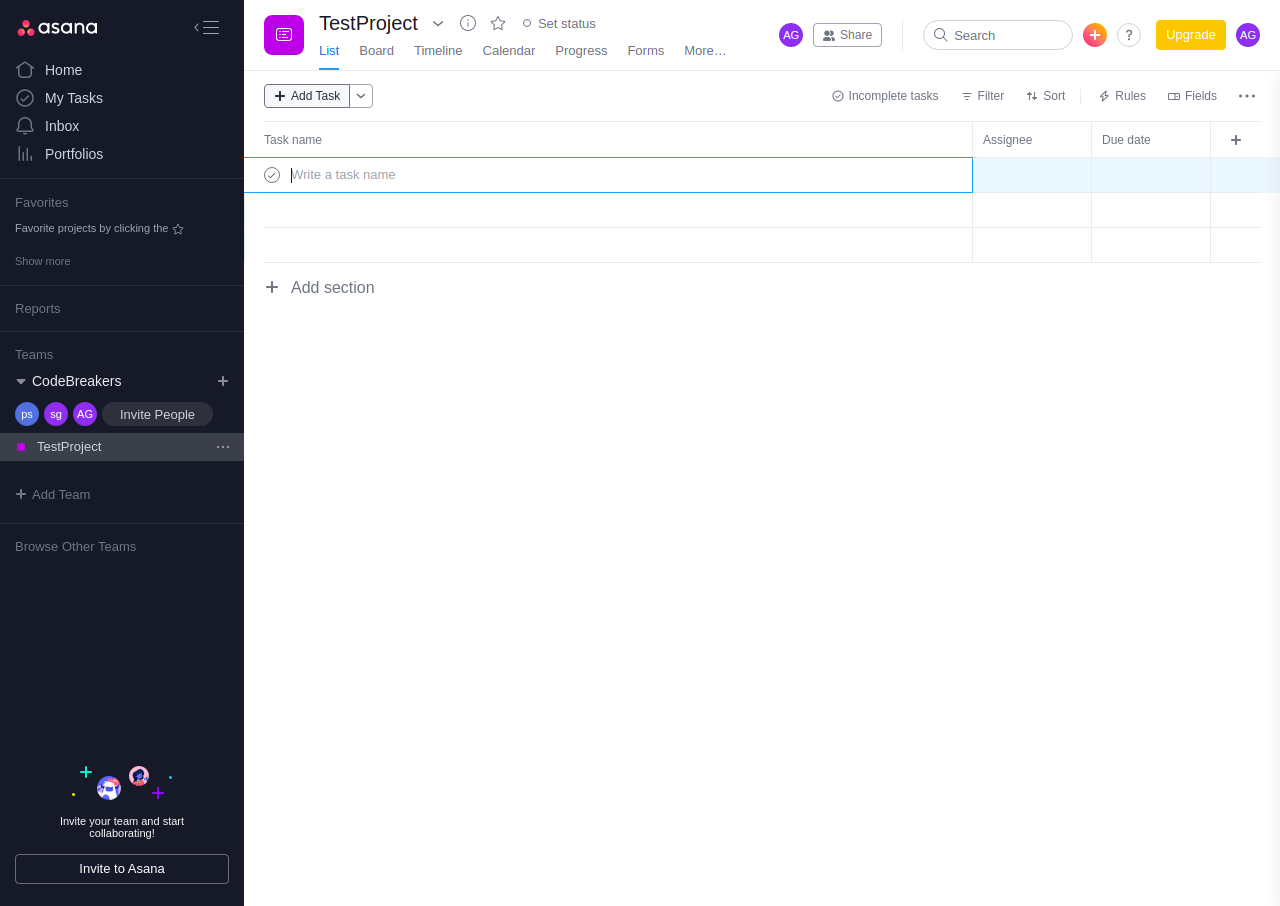 asana
Home
My Tasks
Inbox
Portfolios
Favorites
Favorite projects by clicking the
Show more
Reports
Teams
CodeBreakers
ps sg AG Invite People
TestProject
Add Team
Browse Other Teams
Invite your team and start
collaborating!
Invite to Asana
TestProject Set status
List Board Timeline Calendar Progress Forms More…
AG Share Search ? Upgrade AG
Add Task Incomplete tasks Filter Sort Rules Fields
Task name Assignee Due date
Write a task name
Add section